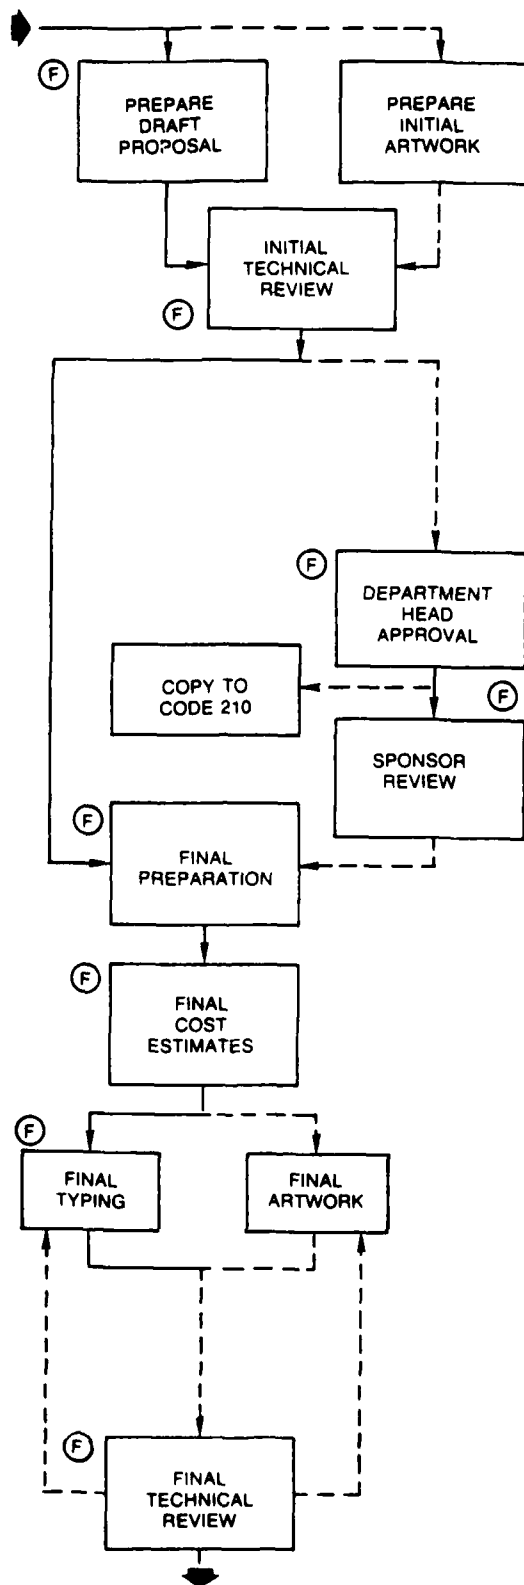 F
PREPARE
DRAFT
PROPOSAL
PREPARE
INITIAL
ARTWORK
INITIAL
TECHNICAL
REVIEW
F
F
DEPARTMENT
HEAD
APPROVAL
COPY TO
CODE 210
F
SPONSOR
REVIEW
F
FINAL
PREPARATION
F
FINAL
COST
ESTIMATES
F
FINAL
TYPING
FINAL
ARTWORK
F
FINAL
TECHNICAL
REVIEW